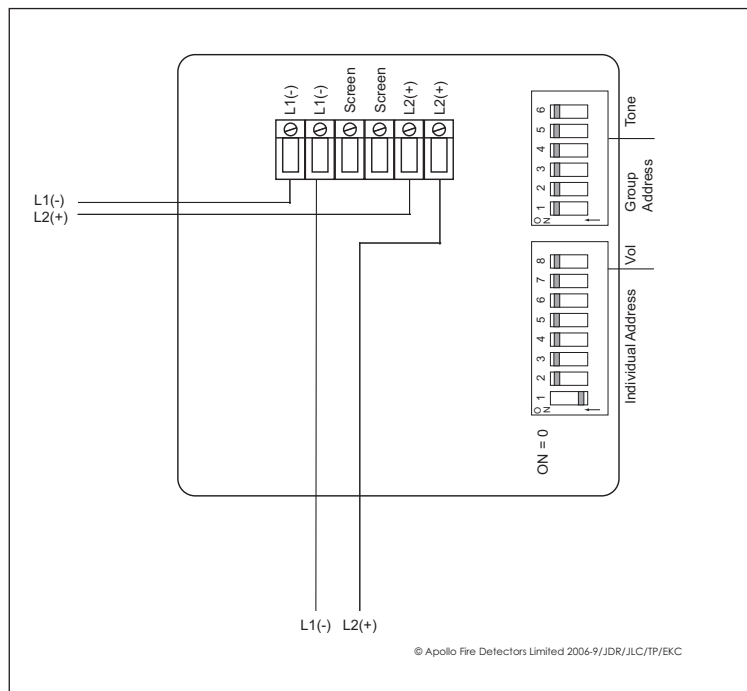 L1(-)
L1(-)
Screen
Screen
L2(+)
L2(+)
L1(-)
L2(+)
6
5
4
3
2
1
O N
Tone
Group
Address
8
7
6
5
4
3
2
1
O N
Vol
Individual Address
ON = 0
L1(-) L2(+)
© Apollo Fire Detectors Limited 2006-9/JDR/JLC/TP/EKC